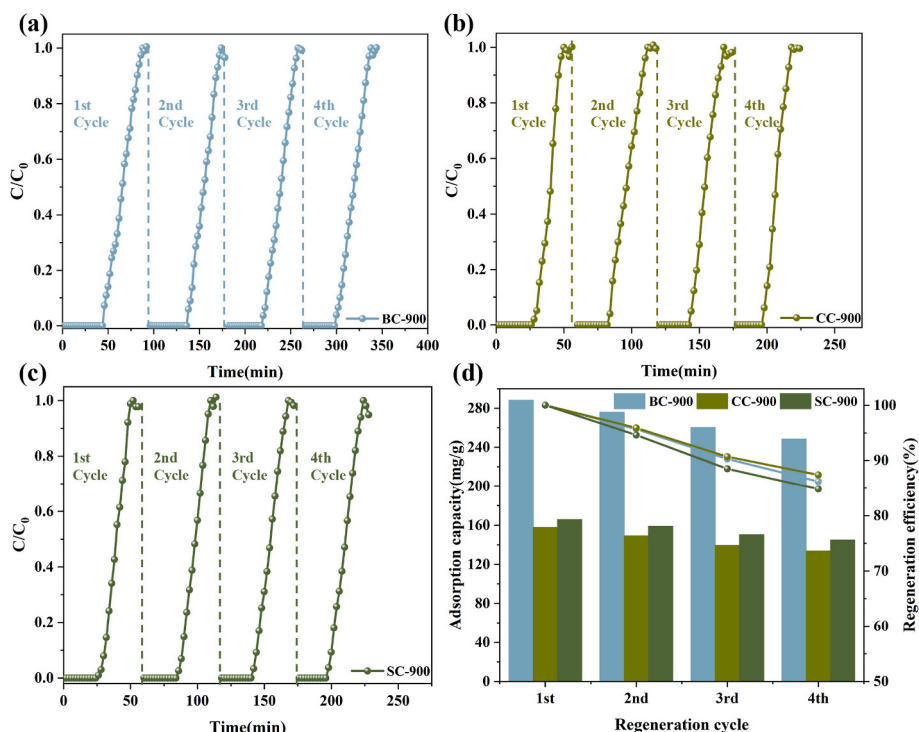 (a)
C/C0
1.0
0.8
0.6
0.4
0.2
0.0
1st
Cycle
2nd
Cycle
3rd
Cycle
4th
Cycle
BC-900
0 50 100 150 200 250 300 350 400
Time(min)
(b)
C/C0
1.0
0.8
0.6
0.4
0.2
0.0
1st
Cycle
2nd
Cycle
3rd
Cycle
4th
Cycle
CC-900
0 50 100 150 200 250
Time(min)
(c)
C/C0
1.0
0.8
0.6
0.4
0.2
0.0
1st
Cycle
2nd
Cycle
3rd
Cycle
4th
Cycle
SC-900
0 50 100 150 200 250
Time(min)
(d)
BC-900 CC-900 SC-900
Adsorption capacity(mg/g)
280
240
200
160
120
80
40
0
Regeneration eafficiency(%)
100
90
80
70
60
50
1st 2nd 3rd 4th
Regeneration cycle